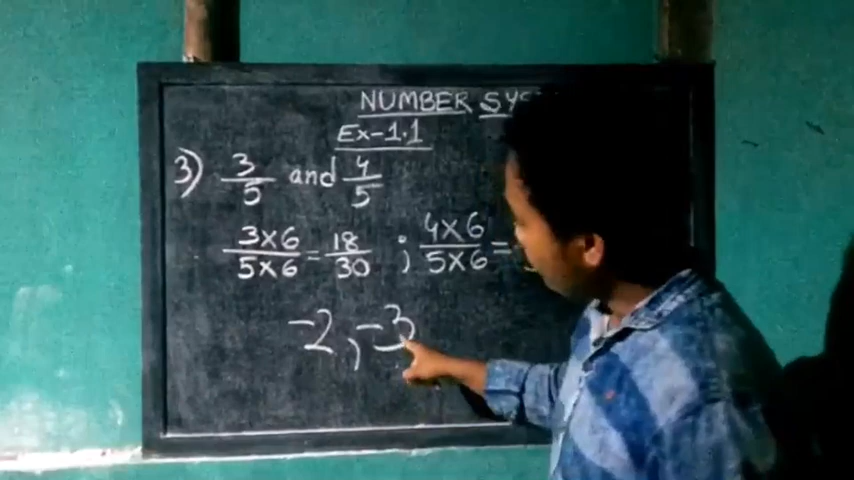 NUMBER
Ex-1.1
3) 3/5 and 4/5
3×6/5×6 = 18/30 ; 4×6/5×6 =
-2, -3